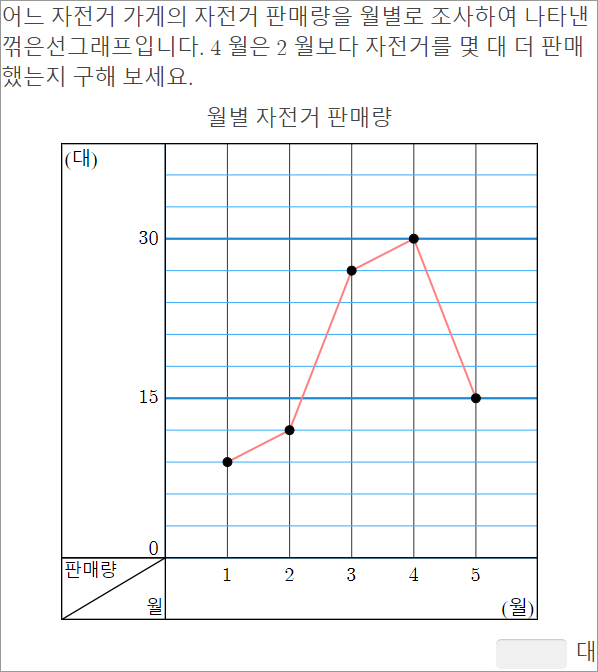 어느 자전거 가게의 자전거 판매량을 월별로 조사하여 나타낸
꺾은선그래프입니다. 4 월은 2 월보다 자전거를 몇 대 더 판매
했는지 구해 보세요.
월별 자전거 판매량
(대)
30
15
0
판매량
월
1 2 3 4 5
(월)
대